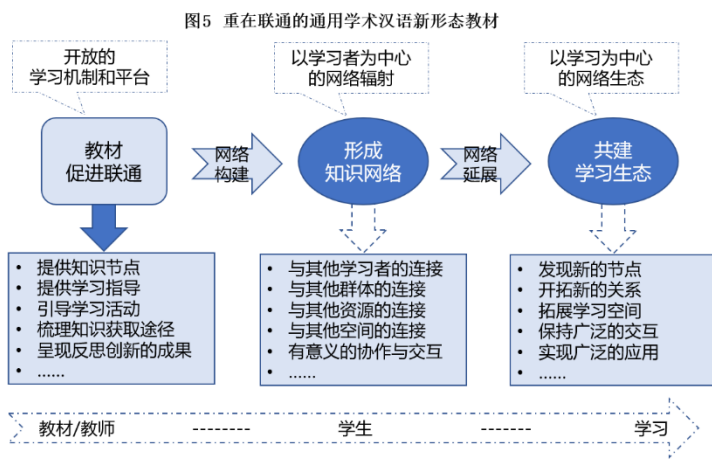 图5 重在联通的通用学术汉语新形态教材
开放的
学习机制和平台
以学习者为中心
的网络辐射
以学习为中心
的网络生态
教材
促进联通
网络
构建
形成
知识网络
网络
延展
共建
学习生态
• 提供知识节点
• 提供学习指导
• 引导学习活动
• 梳理知识获取途径
• 呈现反思创新的成果
• ......
• 与其他学习者的连接
• 与其他群体的连接
• 与其他资源的连接
• 与其他空间的连接
• 有意义的协作与交互
• ......
• 发现新的节点
• 开拓新的关系
• 拓展学习空间
• 保持广泛的交互
• 实现广泛的应用
• ......
教材/教师 -------- 学生 ------- 学习